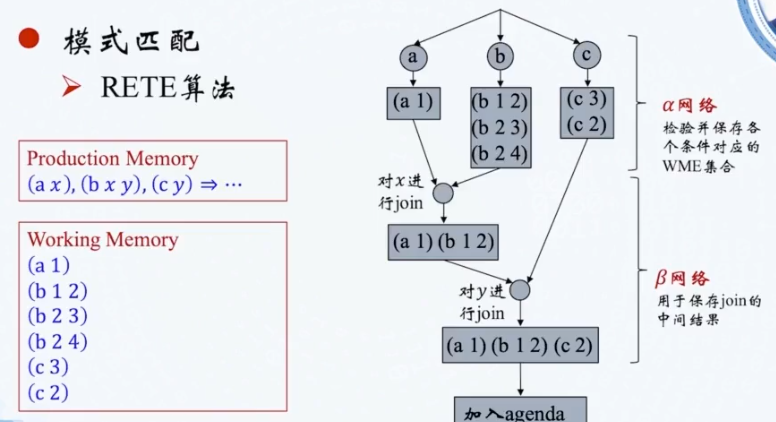 模式匹配
RETE算法
Production Memory
(a x), (b x y), (c y) ⇒ ⋯
Working Memory
(a 1)
(b 1 2)
(b 2 3)
(b 2 4)
(c 3)
(c 2)
a
b
c
(a 1)
(b 1 2)
(b 2 3)
(b 2 4)
(c 3)
(c 2)
对x进
行join
(a 1) (b 1 2)
对y进
行join
(a 1) (b 1 2) (c 2)
加入agenda
α网络
检验并保存各
个条件对应的
WME集合
β网络
用于保存join的
中间结果